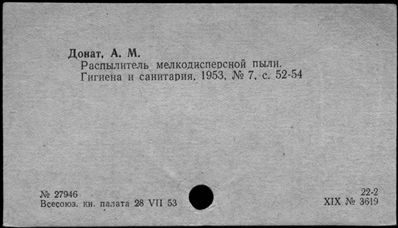 Донат, А. М.
Распылитель мелкодисперсной пыли.
Гигиена и санитария, 1953, № 7, с. 52-54
№ 27946
22-2
Всесоюз. кн. палата 28 VII 53
XIX № 3619